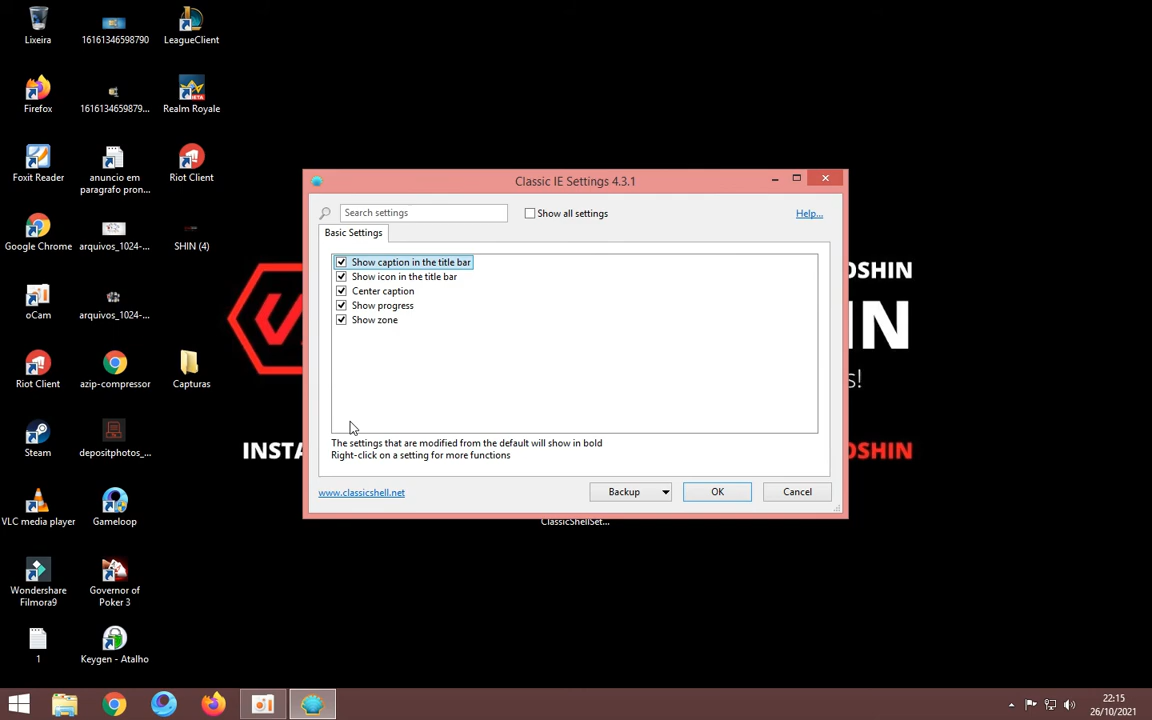 Lixeira
16161346598790
LeagueClient
Firefox
1616134659879...
Realm Royale
Foxit Reader
anuncio em
paragrafo pron...
Riot Client
Google Chrome
arquivos_1024-...
SHIN (4)
oCam
arquivos_1024-...
Riot Client
azip-compressor
Capturas
Steam
depositphotos_...
VLC media player
Gameloop
Wondershare
Filmora9
Governor of
Poker 3
1
Keygen - Atalho
Classic IE Settings 4.3.1
Search settings
Show all settings
Help...
Basic Settings
Show caption in the title bar
Show icon in the title bar
Center caption
Show progress
Show zone
The settings that are modified from the default will show in bold
Right-click on a setting for more functions
www.classicshell.net
Backup
OK
Cancel
OSHIN
IN
s!
INSTA
OSHIN
ClassicShellSet...
22:15
26/10/2021